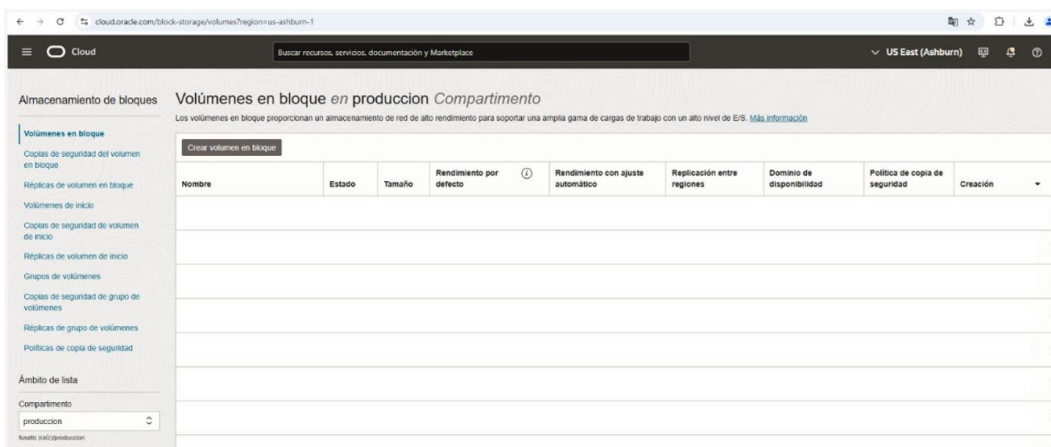 cloud.oracle.com/block-storage/volumes?region=us-ashburn-1
Cloud
Buscar recursos, servicios, documentación y Marketplace
US East (Ashburn)
Almacenamiento de bloques
Volúmenes en bloque
Copias de seguridad del volumen
en bloque
Réplicas de volumen en bloque
Volúmenes de inicio
Copias de seguridad de volumen
de inicio
Réplicas de volumen de inicio
Grupos de volúmenes
Copias de seguridad de grupo de
volúmenes
Réplicas de grupo de volúmenes
Políticas de copia de seguridad
Ámbito de lista
Compartimento
produccion
(raíz)/produccion
Volúmenes en bloque en produccion Compartimento
Los volúmenes en bloque proporcionan un almacenamiento de red de alto rendimiento para soportar una amplia gama de cargas de trabajo con un alto nivel de E/S. Más información
Crear volumen en bloque
Nombre
Estado
Tamaño
Rendimiento por
defecto
Rendimiento con ajuste
automático
Replicación entre
regiones
Dominio de
disponibilidad
Política de copia de
seguridad
Creación